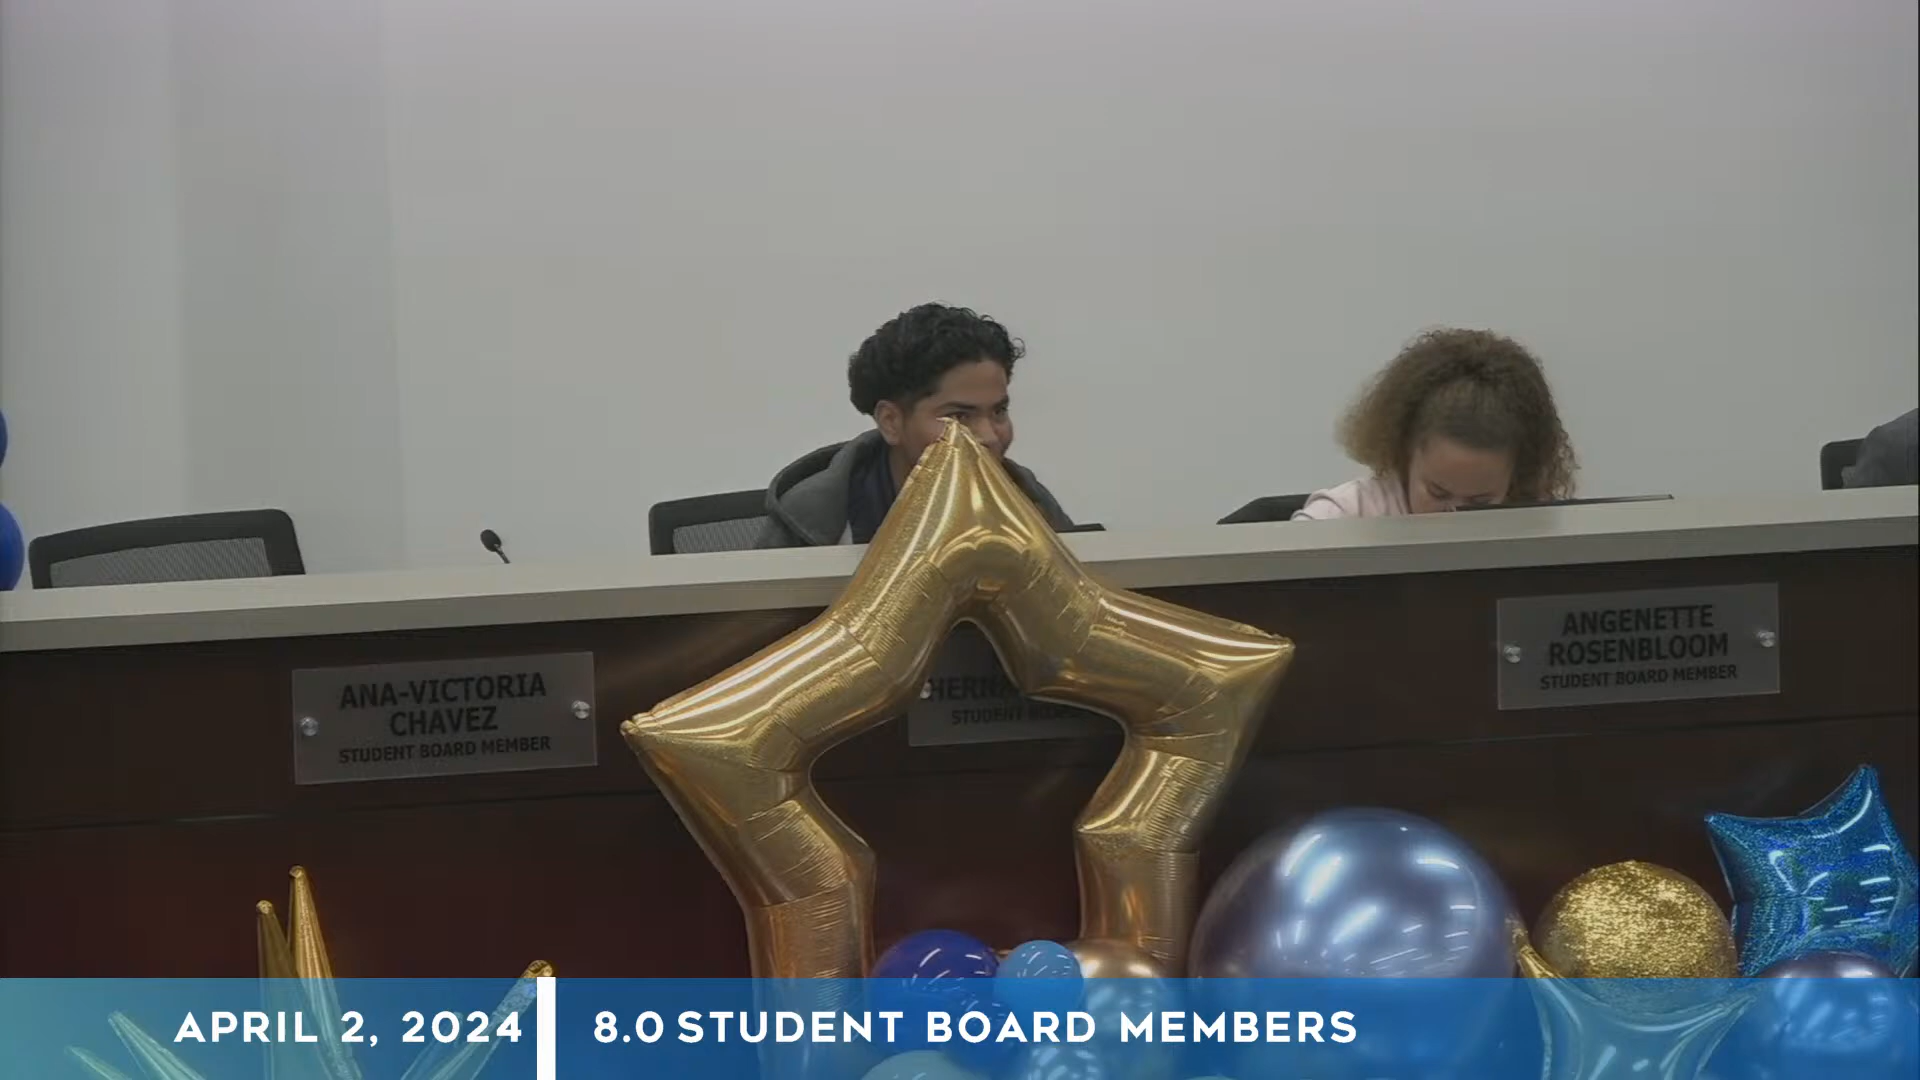 ANA-VICTORIA
CHAVEZ
STUDENT BOARD MEMBER
STUDENT
ANGENETTE
ROSENBLOOM
STUDENT BOARD MEMBER
APRIL 2, 2024
8.0 STUDENT BOARD MEMBERS